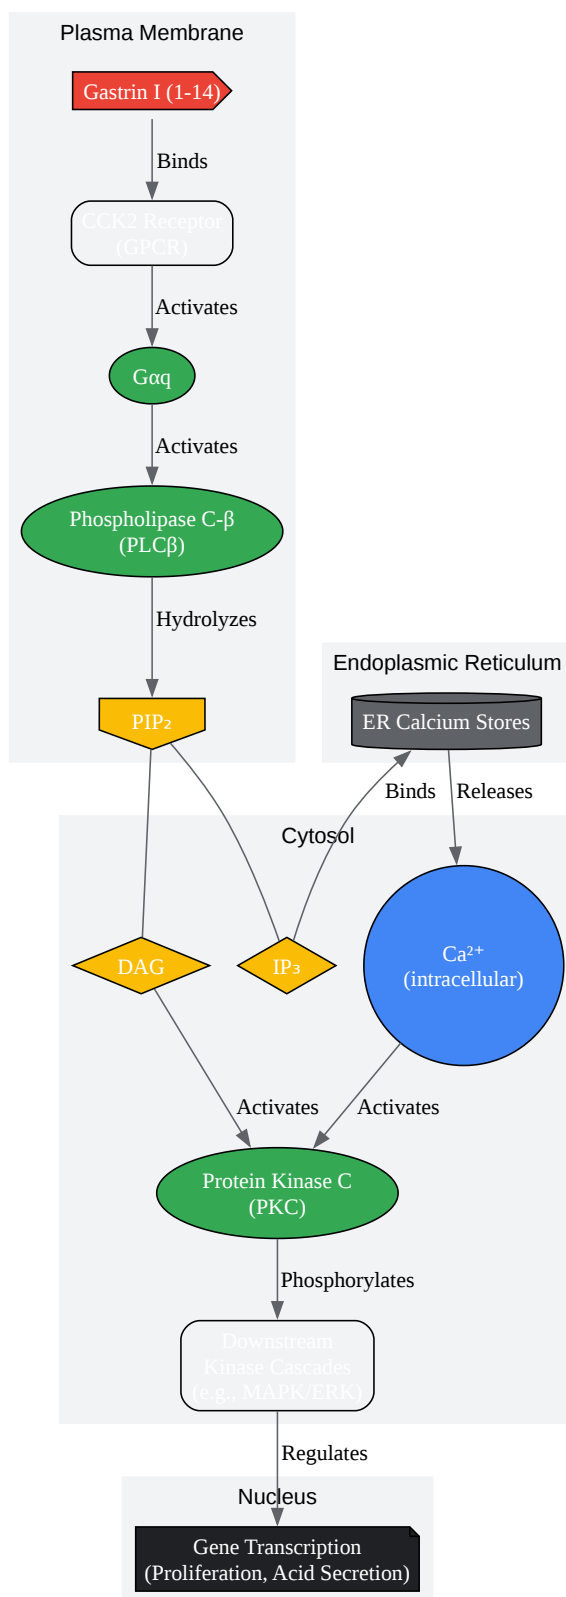 Plasma Membrane
Gastrin I (1-14)
Binds
CCK2 Receptor
(GPCR)
Activates
Gαq
Activates
Phospholipase C-β
(PLCβ)
Hydrolyzes
PIP₂
Endoplasmic Reticulum
ER Calcium Stores
Binds
Releases
Cytosol
DAG
IP₃
Ca²⁺
(intracellular)
Activates
Activates
Protein Kinase C
(PKC)
Phosphorylates
Downstream
Kinase Cascades
(e.g., MAPK/ERK)
Regulates
Nucleus
Gene Transcription
(Proliferation, Acid Secretion)